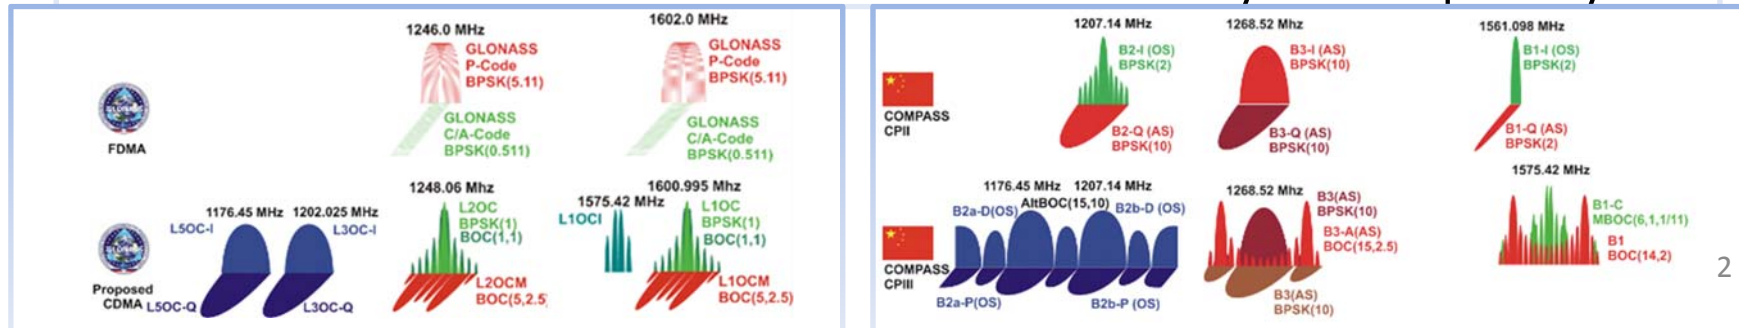 1246.0 MHz
GLONASS
P-Code
BPSK(5.11)
GLONASS
C/A-Code
BPSK(0.511)
1602.0 MHz
GLONASS
P-Code
BPSK(5.11)
GLONASS
C/A-Code
BPSK(0.511)
FDMA
1176.45 MHz
1202.025 MHz
L5OC-I
L3OC-I
L5OC-Q
L3OC-Q
1248.06 Mhz
L2OC
BPSK(1)
BOC(1,1)
L2OCM
BOC(5,2.5)
1575.42 MHz
L1OCI
1600.995 Mhz
L1OC
BPSK(1)
BOC(1,1)
L1OCM
BOC(5,2.5)
Proposed
CDMA
1207.14 MHz
B2-I (OS)
BPSK(2)
B2-Q (AS)
BPSK(10)
1268.52 MHz
B3-I (AS)
BPSK(10)
B3-Q (AS)
BPSK(10)
1561.098 MHz
B1-I (OS)
BPSK(2)
B1-Q (AS)
BPSK(2)
COMPASS
CPII
1176.45 MHz
1207.14 MHz
AltBOC(15,10)
B2a-D(OS)
B2b-D (OS)
B2a-P(OS)
B2b-P (OS)
1268.52 MHz
B3(AS)
BPSK(10)
B3-A(AS)
BOC(15,2.5)
B3(AS)
BPSK(10)
1575.42 MHz
B1-C
MBOC(6,1,1/11)
B1
BOC(14,2)
COMPASS
CPIII
2